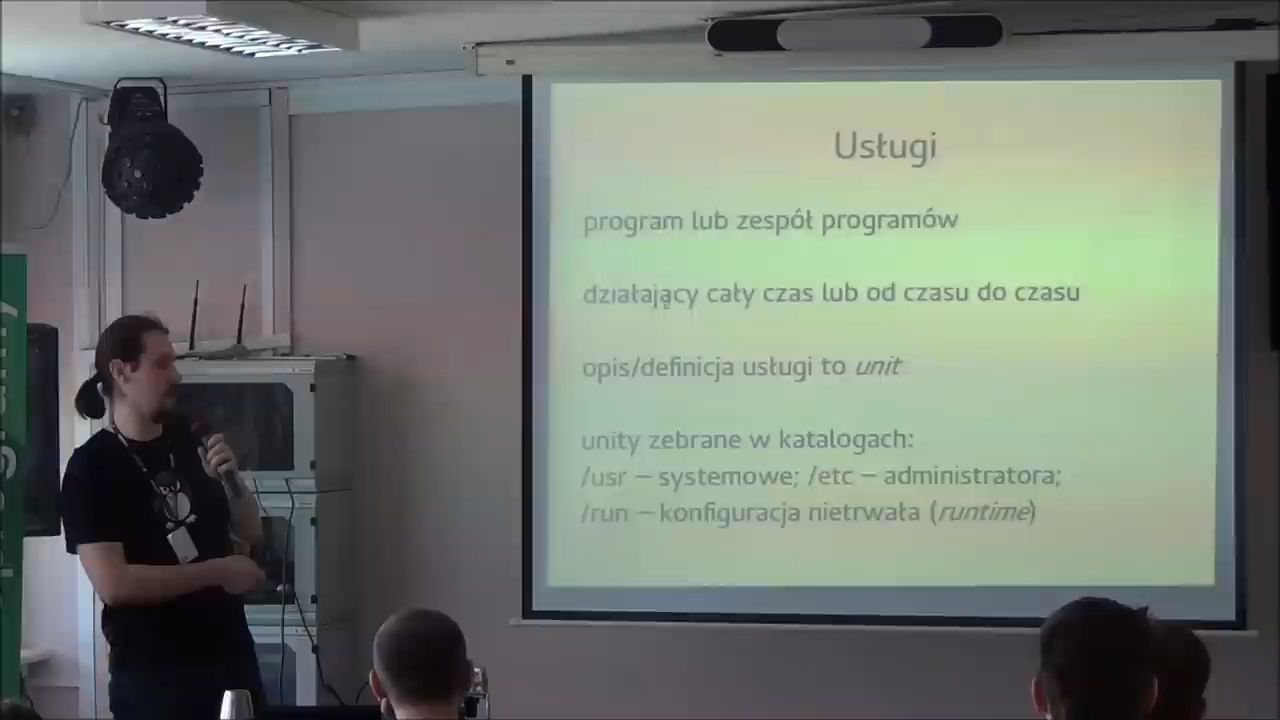 Usługi
program lub zespół programów
działający cały czas lub od czasu do czasu
opis/definicja usługi to unit
unity zebrane w katalogach:
/usr – systemowe; /etc – administratora;
/run – konfiguracja nietrwała (runtime)